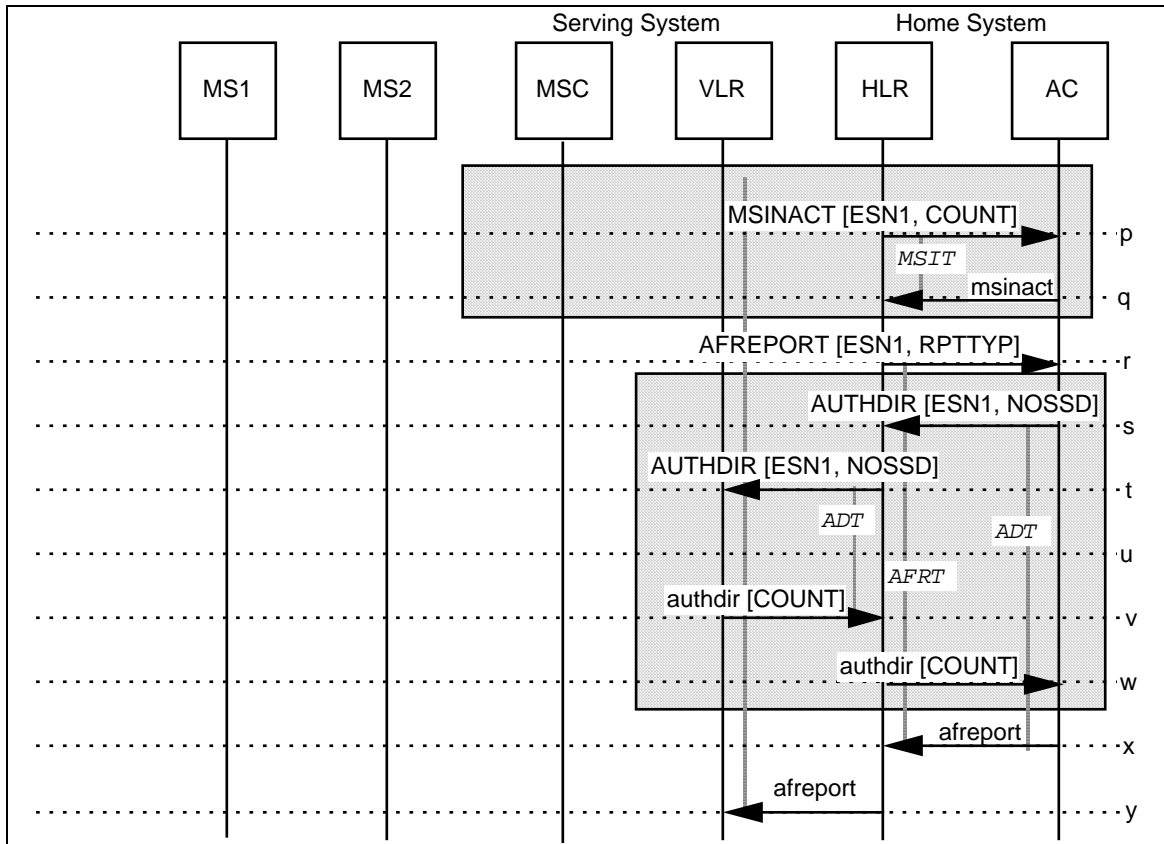 Serving System Home System
MS1 MS2 MSC VLR HLR AC
MSINACT [ESN1, COUNT]
p
MSIT
msinact
q
AFREPORT [ESN1, RPTTYP]
r
AUTHDIR [ESN1, NOSSD]
s
AUTHDIR [ESN1, NOSSD]
t
ADT
ADT
u
AFRT
authdir [COUNT]
v
authdir [COUNT]
w
afreport
x
afreport
y